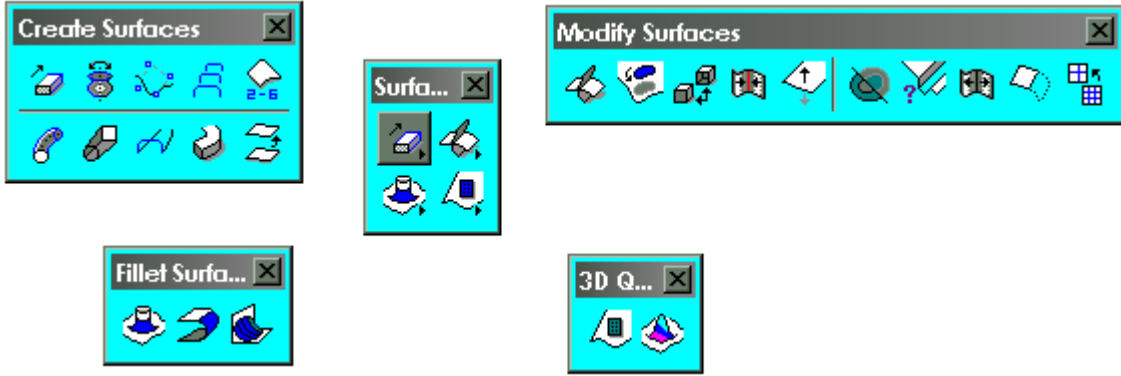 Create Surfaces
Modify Surfaces
Surfa...
2-6
?
Fillet Surfa...
3D Q...